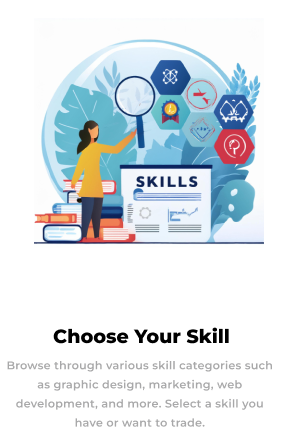 SKILLS
Choose Your Skill
Browse through various skill categories such
as graphic design, marketing, web
development, and more. Select a skill you
have or want to trade.